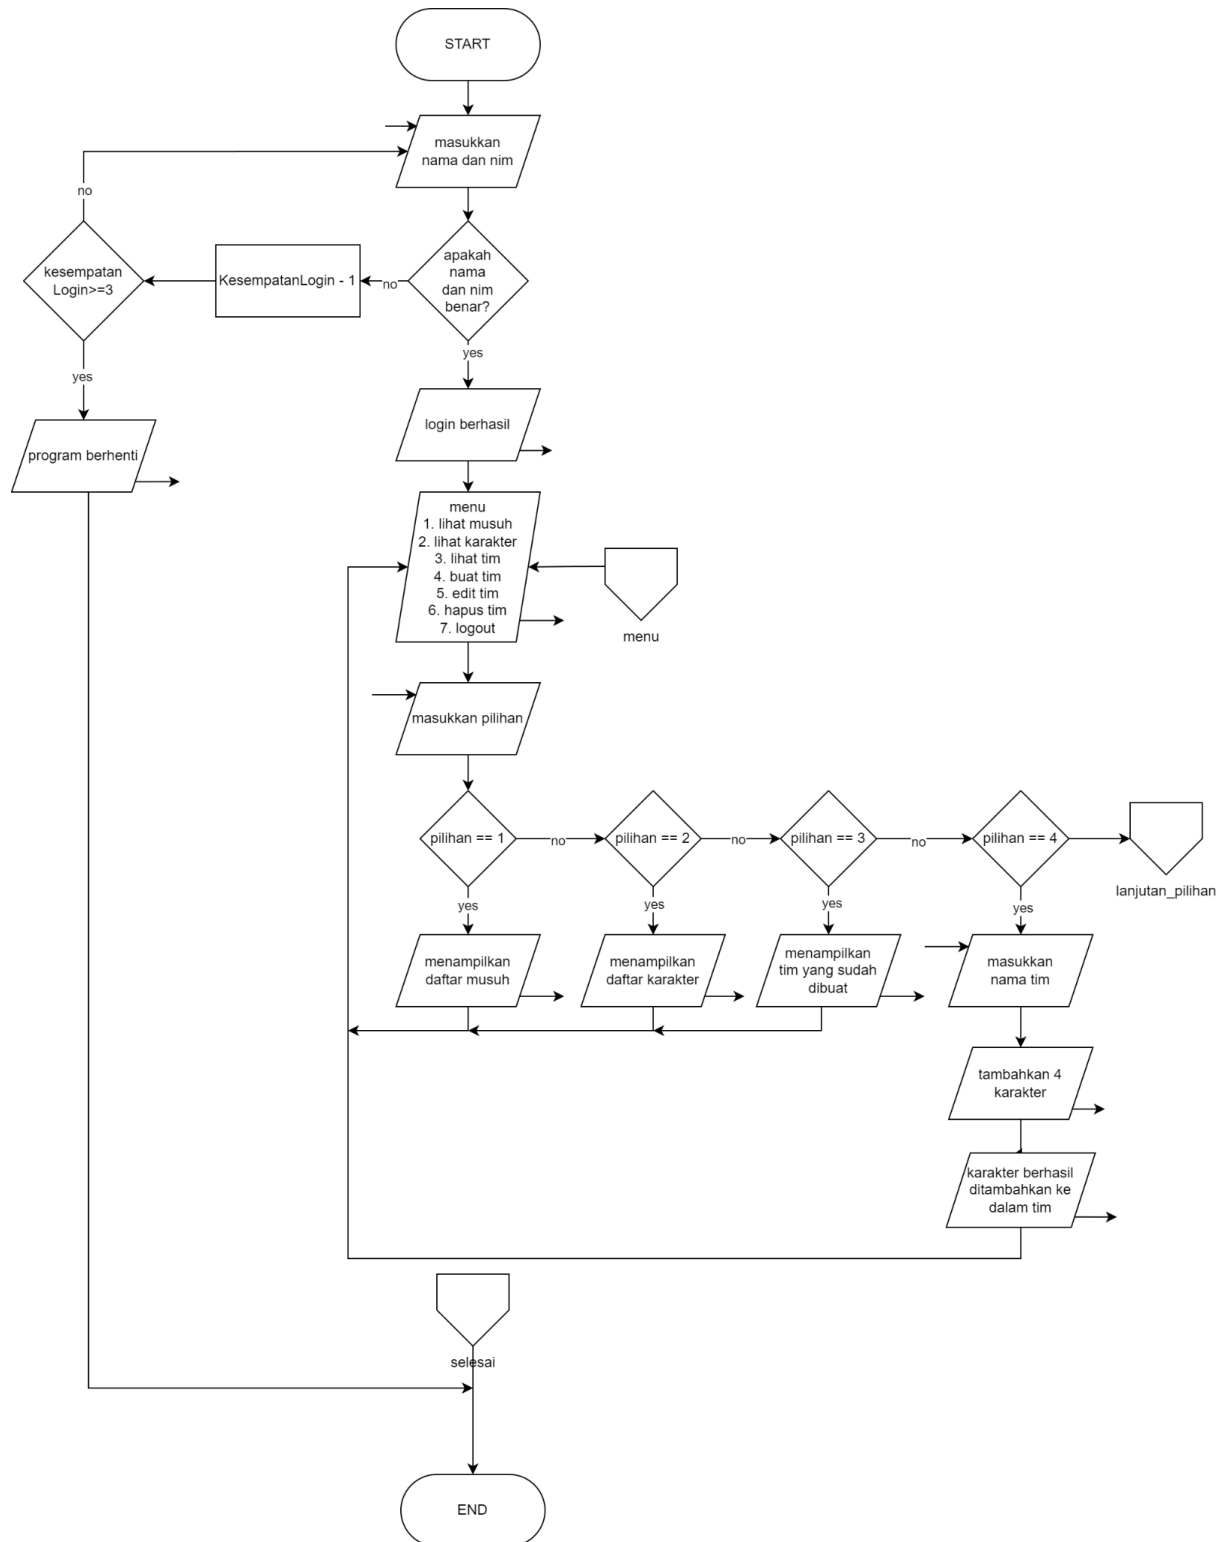 START
masukkan
nama dan nim
no
kesempatan
Login>=3
KesempatanLogin - 1
no
apakah
nama
dan nim
benar?
yes
yes
program berhenti
login berhasil
menu
1. lihat musuh
2. lihat karakter
3. lihat tim
4. buat tim
5. edit tim
6. hapus tim
7. logout
menu
masukkan pilihan
pilihan == 1
no
pilihan == 2
no
pilihan == 3
no
pilihan == 4
lanjutan_pilihan
yes
yes
yes
yes
menampilkan
daftar musuh
menampilkan
daftar karakter
menampilkan
tim yang sudah
dibuat
masukkan
nama tim
tambahkan 4
karakter
karakter berhasil
ditambahkan ke
dalam tim
selesai
END